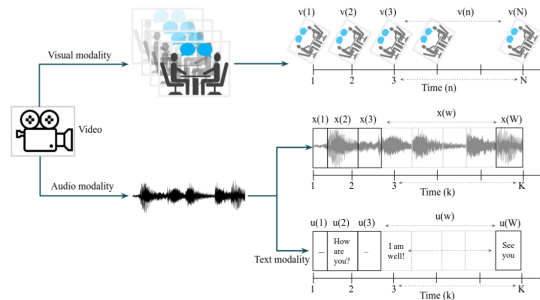 v(1) v(2) v(3) v(n) v(N)
Visual modality
1 2 3 N
Time (n)
Video
x(1) x(2) x(3) x(w) x(W)
Audio modality
1 2 3 K
Time (k)
u(1) u(2) u(3) u(w) u(W)
Text modality
... How are you? ... I am well! See you
1 2 3 K
Time (k)